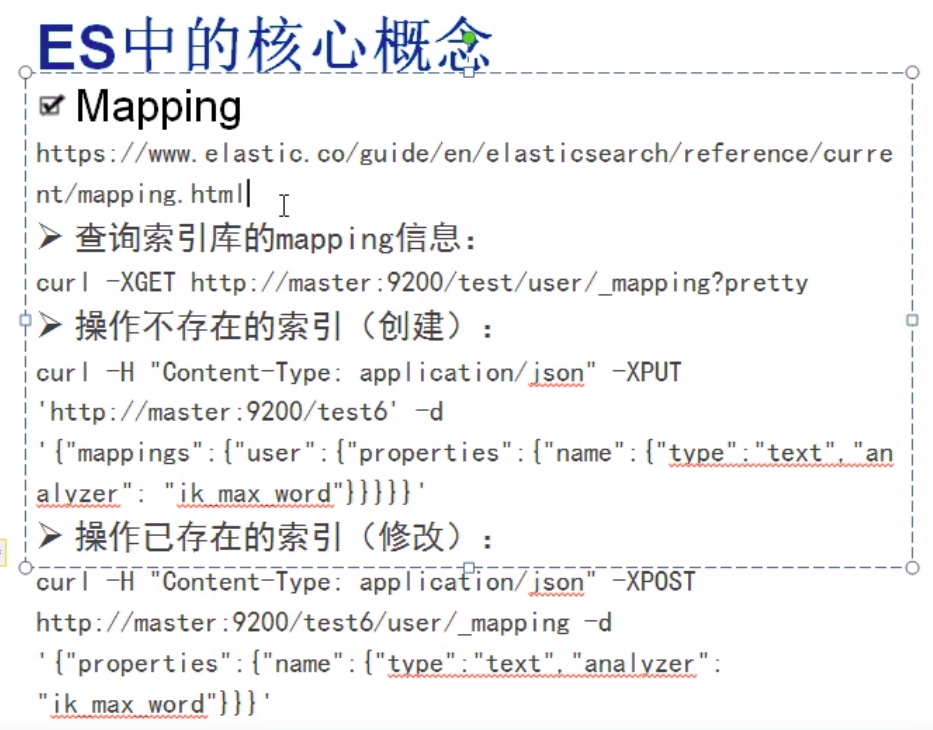 ES中的核心概念
Mapping
https://www.elastic.co/guide/en/elasticsearch/reference/curre
nt/mapping.html
查询索引库的mapping信息：
curl -XGET http://master:9200/test/user/_mapping?pretty
操作不存在的索引（创建）：
curl -H "Content-Type: application/json" -XPUT
'http://master:9200/test6' -d
'{"mappings":{"user":{"properties":{"name":{"type":"text","an
alyzer": "ik_max_word"}}}}}'
操作已存在的索引（修改）：
curl -H "Content-Type: application/json" -XPOST
http://master:9200/test6/user/_mapping -d
'{"properties":{"name":{"type":"text","analyzer":
"ik_max_word"}}}'